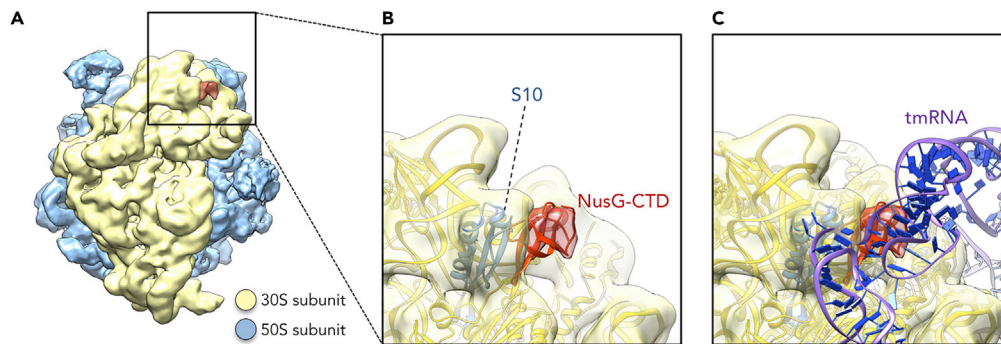 A
B
C
S10
NusG-CTD
tmRNA
30S subunit
50S subunit